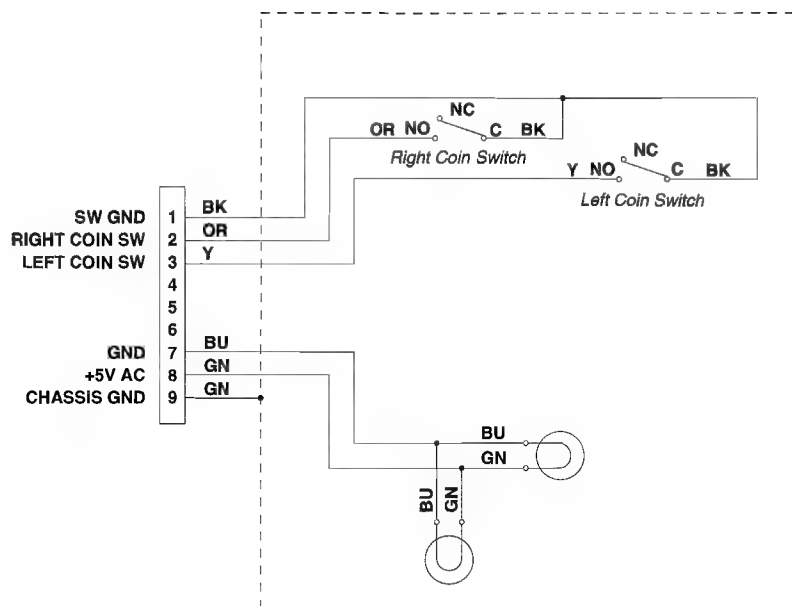 NC
OR NO C BK
Right Coin Switch
NC
Y NO C BK
Left Coin Switch
SW GND 1 BK
RIGHT COIN SW 2 OR
LEFT COIN SW 3 Y
4
5
6
GND 7 BU
+5V AC 8 GN
CHASSIS GND 9 GN
BU
GN
BU
GN